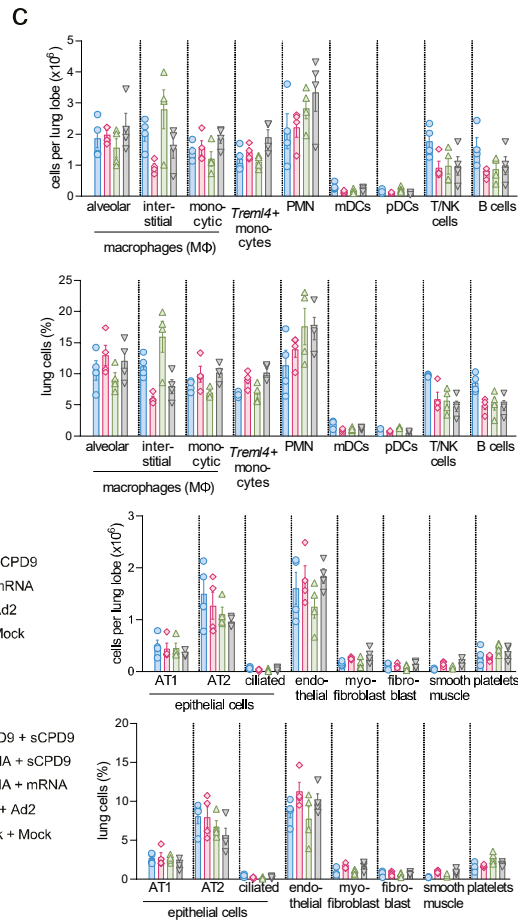 C
cells per lung lobe (x10⁶)
5
4
3
2
1
0
alveolar inter-stitial mono-cytic Treml4+ mono-cytes PMN mDCs pDCs T/NK cells B cells
macrophages (MΦ)
lung cells (%)
25
20
15
10
5
0
alveolar inter-stitial mono-cytic Treml4+ mono-cytes PMN mDCs pDCs T/NK cells B cells
macrophages (MΦ)
CPD9
mRNA
Ad2
Mock
cells per lung lobe (x10⁶)
3
2
1
0
AT1 AT2 ciliated endo-thelial myo-fibroblast fibro-blast smooth muscle platelets
epithelial cells
D9 + sCPD9
NA + sCPD9
NA + mRNA
+ Ad2
k + Mock
lung cells (%)
20
15
10
5
0
AT1 AT2 ciliated endo-thelial myo-fibroblast fibro-blast smooth muscle platelets
epithelial cells